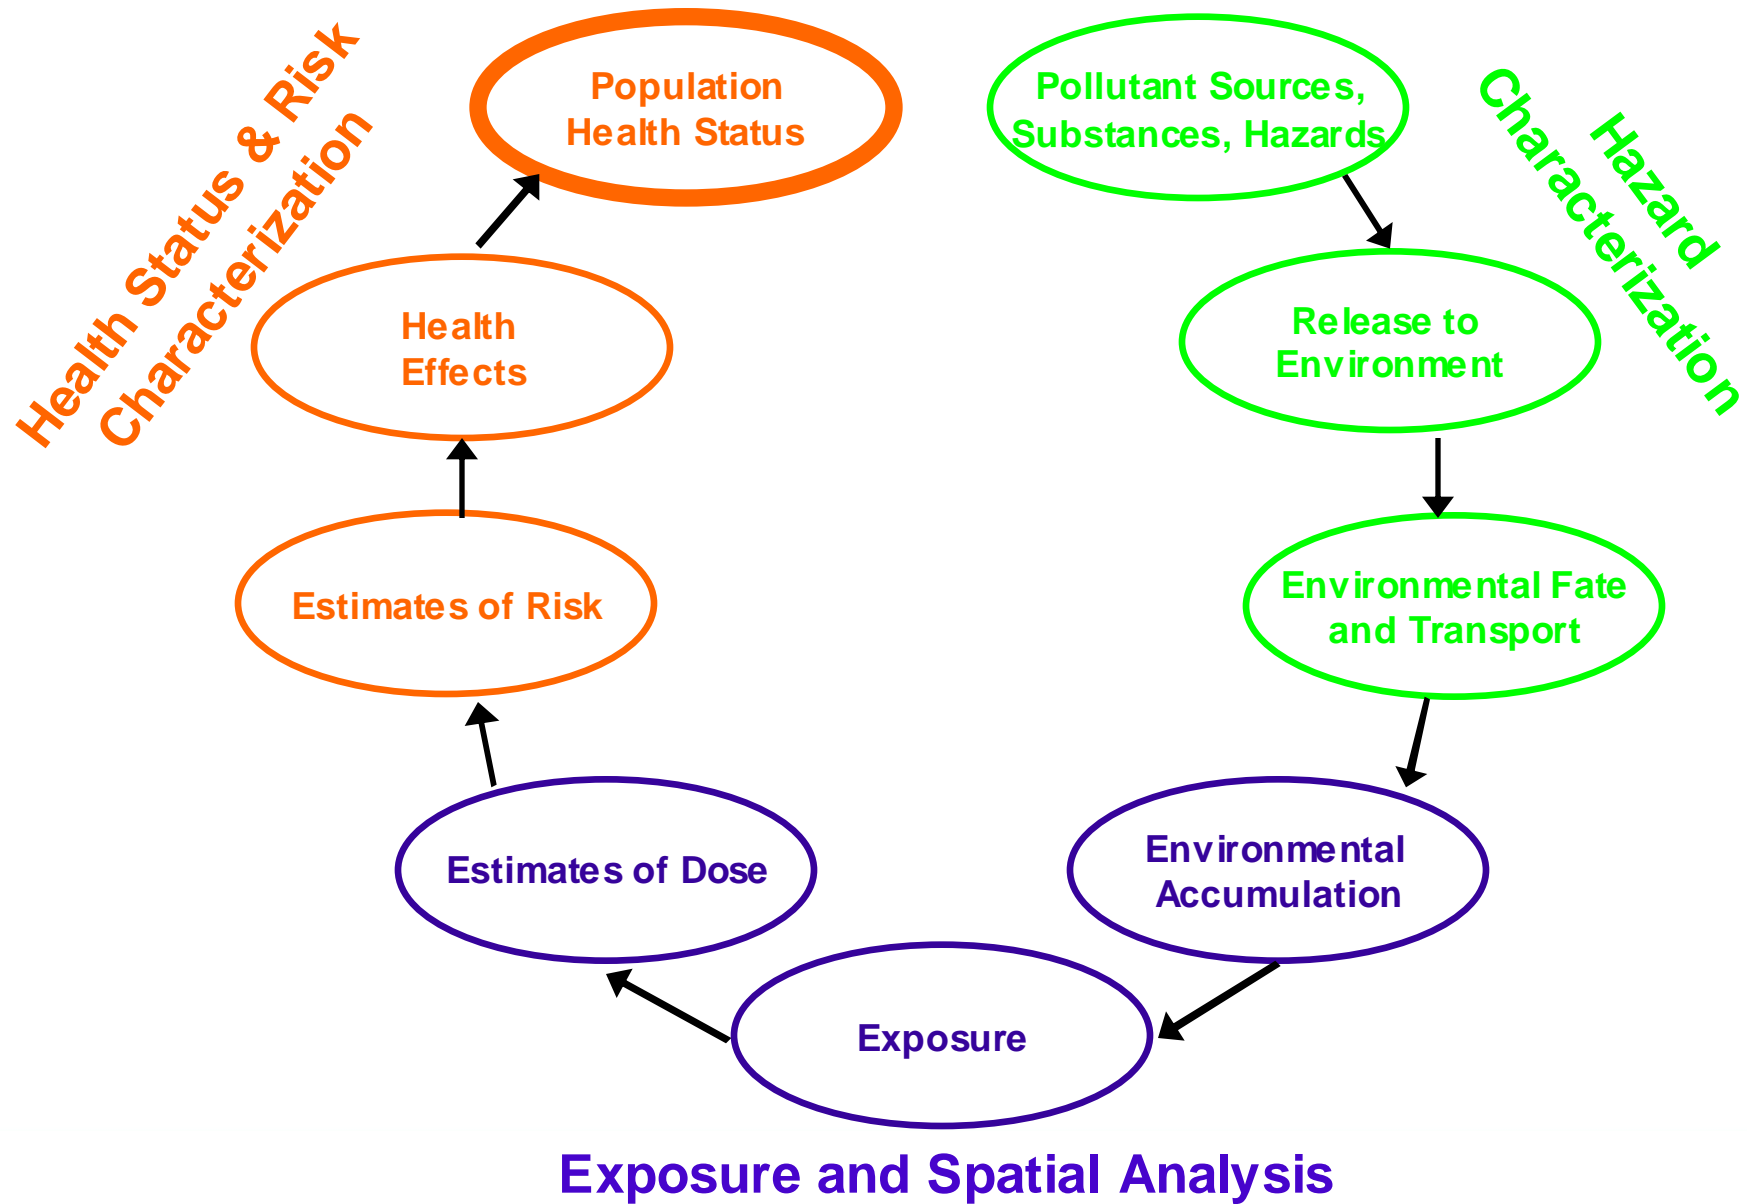 Health Status & Risk
Characterization
Population
Health Status
Pollutant Sources,
Substances, Hazards
Hazard
Characterization
Health
Effects
Release to
Environment
Estimates of Risk
Environmental Fate
and Transport
Estimates of Dose
Environmental
Accumulation
Exposure
Exposure and Spatial Analysis